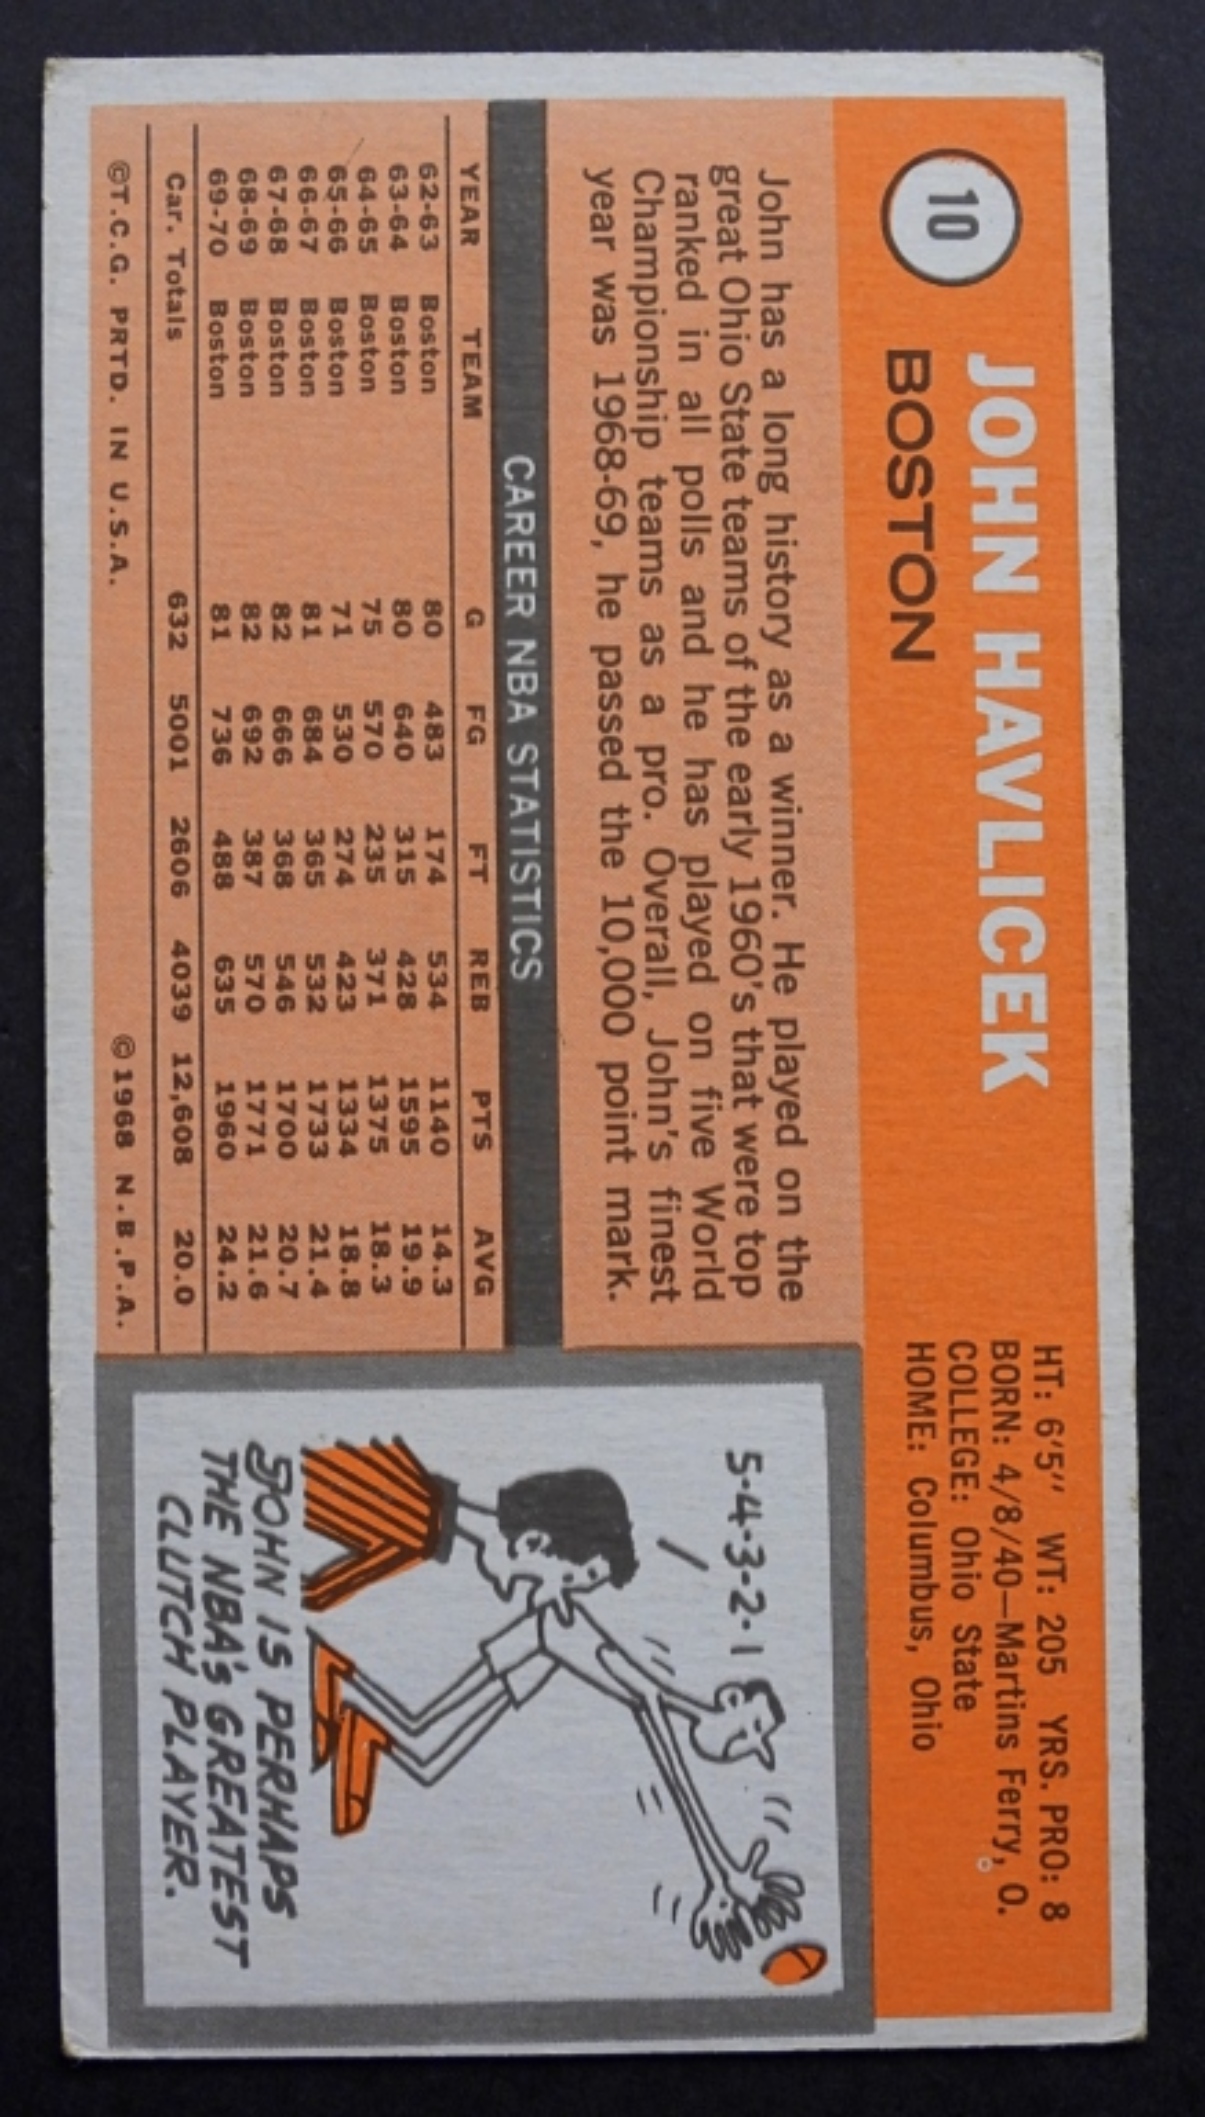 10
JOHN HAVLICEK
BOSTON
HT: 6'5" WT: 205 YRS. PRO: 8
BORN: 4/8/40—Martins Ferry, O.
COLLEGE: Ohio State
HOME: Columbus, Ohio
John has a long history as a winner. He played on the
great Ohio State teams of the early 1960's that were top
ranked in all polls and he has played on five World
Championship teams as a pro. Overall, John's finest
year was 1968-69, he passed the 10,000 point mark.
CAREER NBA STATISTICS
YEAR TEAM G FG FT REB PTS AVG
62-63 Boston 80 483 174 534 1140 14.3
63-64 Boston 80 640 315 428 1595 19.9
64-65 Boston 75 570 235 371 1375 18.3
65-66 Boston 71 530 274 423 1334 18.8
66-67 Boston 81 684 365 532 1733 21.4
67-68 Boston 82 666 368 546 1700 20.7
68-69 Boston 82 692 387 570 1771 21.6
69-70 Boston 81 736 488 635 1960 24.2
Car. Totals 632 5001 2606 4039 12,608 20.0
©T.C.G. PRTD. IN U.S.A. ©1968 N.B.P.A.
5-4-3-2-1
JOHN IS PERHAPS
THE NBA's GREATEST
CLUTCH PLAYER.